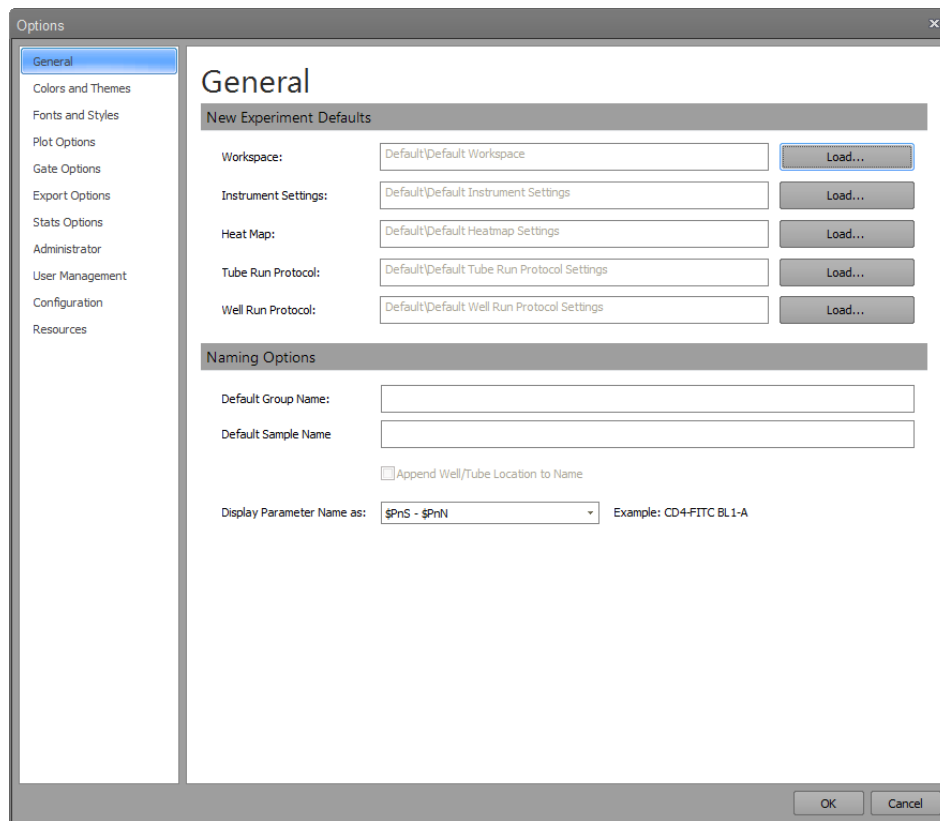 Options
General
Colors and Themes
Fonts and Styles
Plot Options
Gate Options
Export Options
Stats Options
Administrator
User Management
Configuration
Resources
General
New Experiment Defaults
Workspace: Default\Default Workspace Load...
Instrument Settings: Default\Default Instrument Settings Load...
Heat Map: Default\Default Heatmap Settings Load...
Tube Run Protocol: Default\Default Tube Run Protocol Settings Load...
Well Run Protocol: Default\Default Well Run Protocol Settings Load...
Naming Options
Default Group Name:
Default Sample Name
Append Well/Tube Location to Name
Display Parameter Name as: $PnS - $PnN Example: CD4-FITC BL1-A
OK Cancel